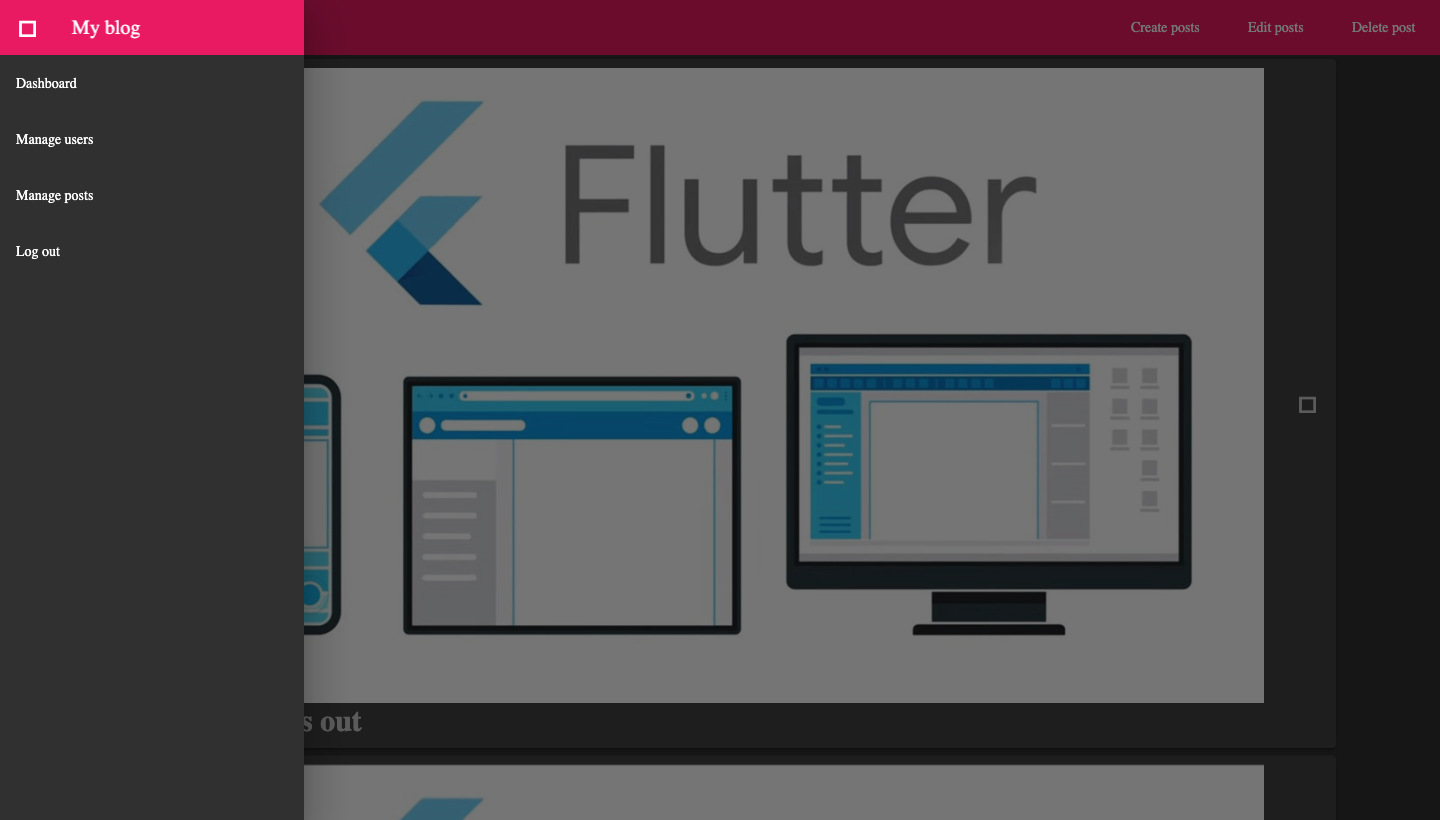 My blog
Create posts
Edit posts
Delete post
Dashboard
Manage users
Manage posts
Log out
Flutter
out